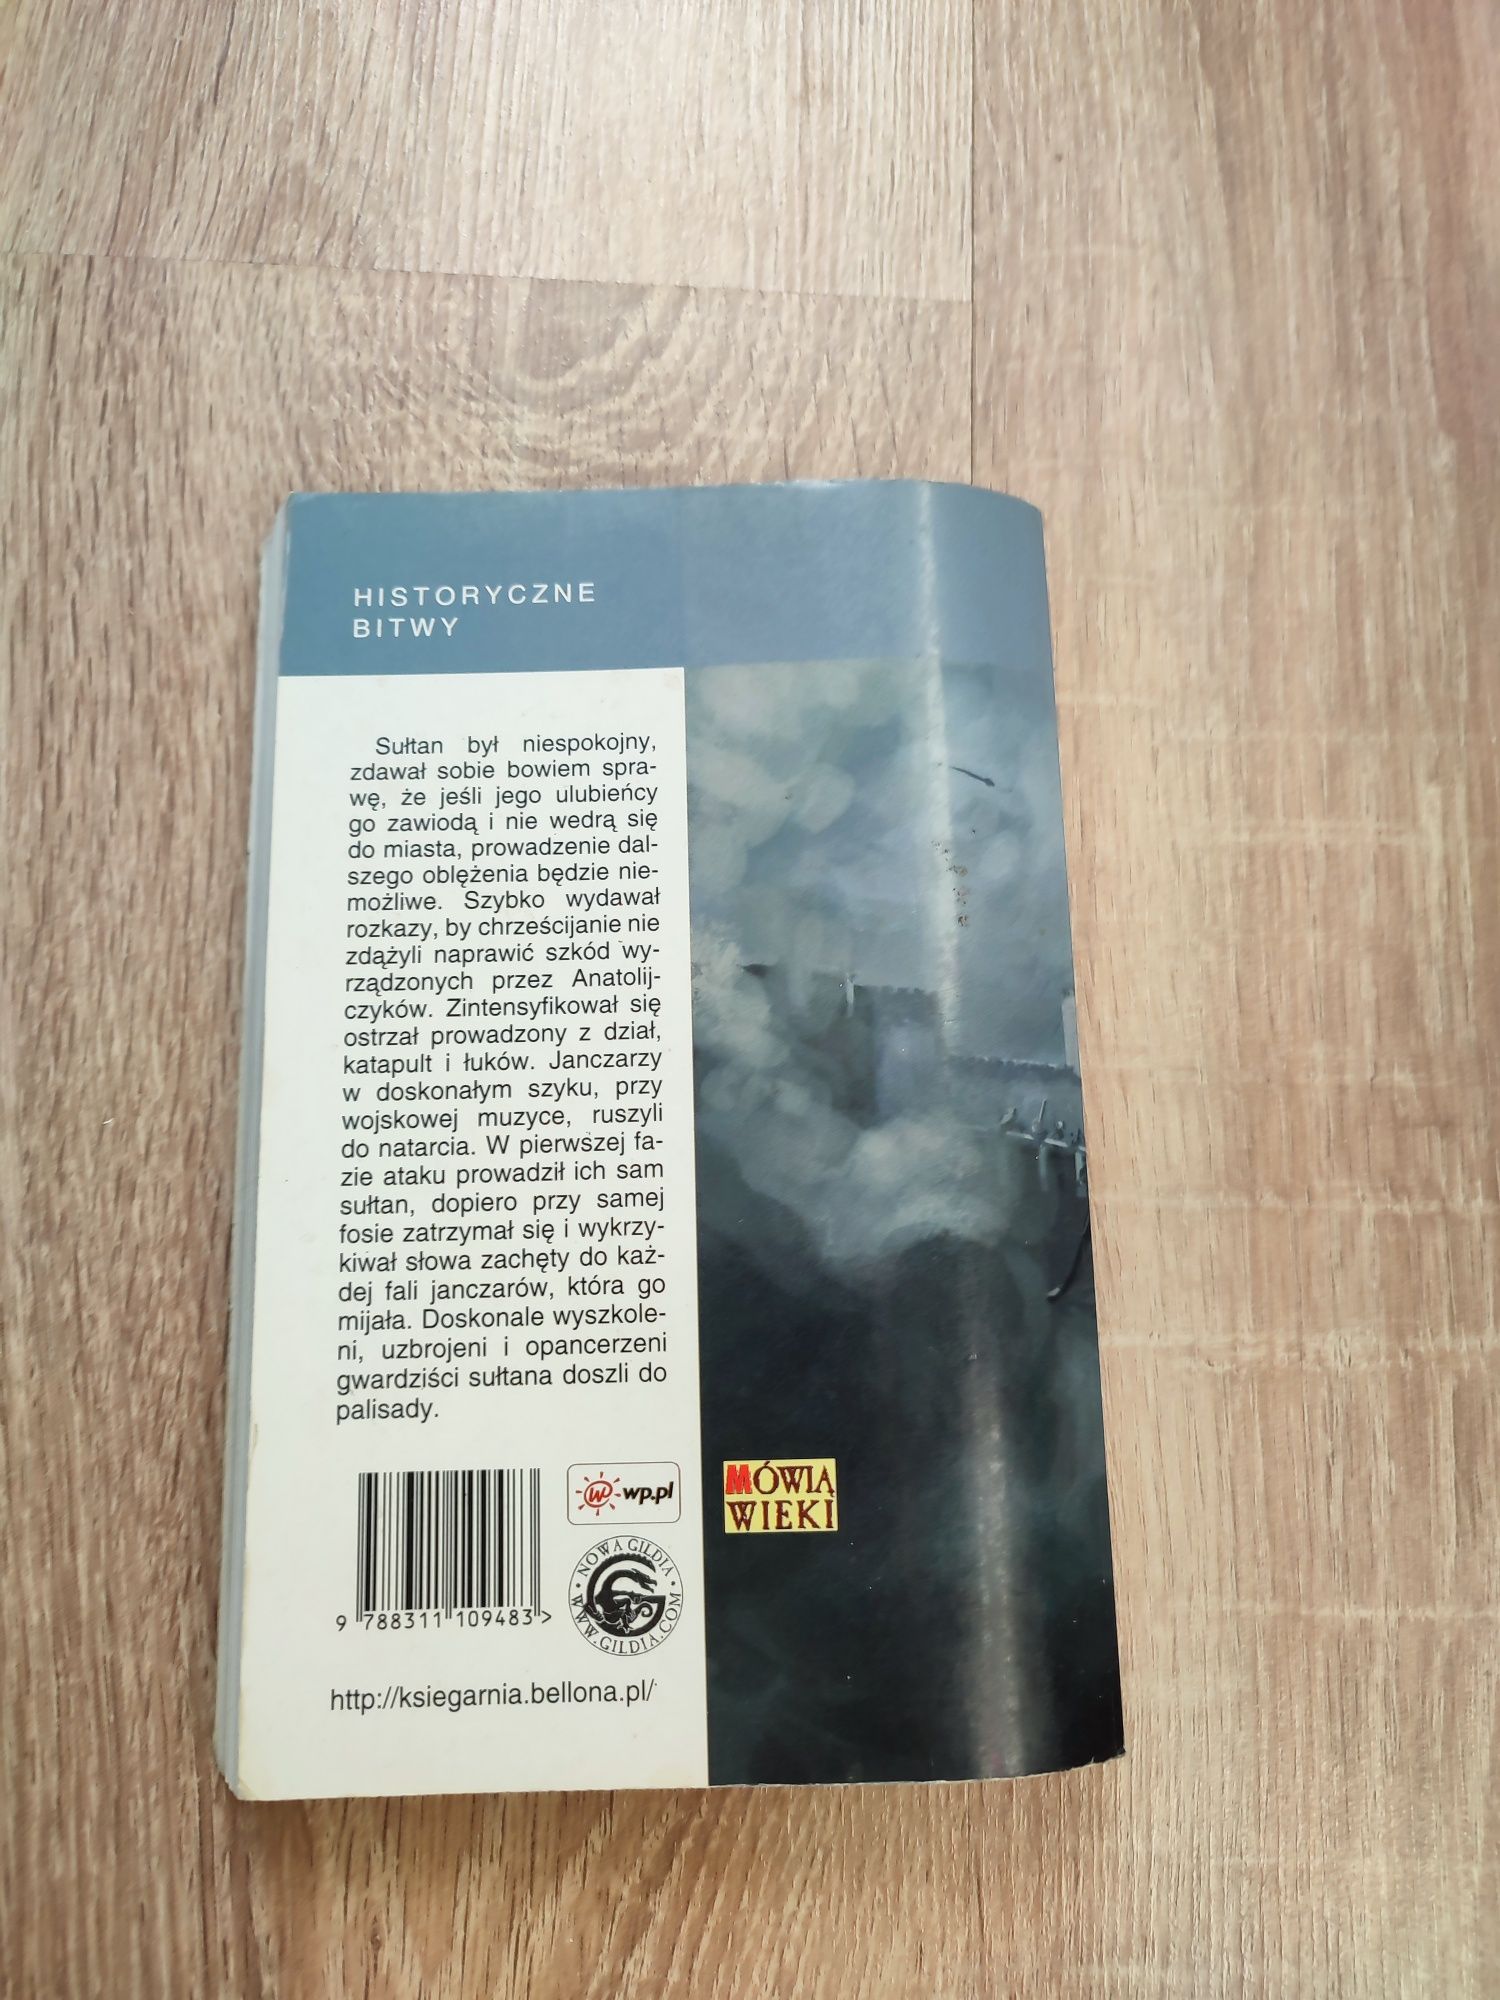 HISTORYCZNE
BITWY
Sułtan był niespokojny,
zdawał sobie bowiem spra-
wę, że jeśli jego ulubieńcy
go zawiodą i nie wedrą się
do miasta, prowadzenie dal-
szego oblężenia będzie nie-
możliwe. Szybko wydawał
rozkazy, by chrześcijanie nie
zdążyli naprawić szkód wy-
rządzonych przez Anatolij-
czyków. Zintensyfikował się
ostrzał prowadzony z dział,
katapult i łuków. Janczarzy
w doskonałym szyku, przy
wojskowej muzyce, ruszyli
do natarcia. W pierwszej fa-
zie ataku prowadził ich sam
sułtan, dopiero przy samej
fosie zatrzymał się i wykrzy-
kiwał słowa zachęty do każ-
dej fali janczarów, która go
mijała. Doskonale wyszkole-
ni, uzbrojeni i opancerzeni
gwardziści sułtana doszli do
palisady.
w wp.pl
MÓWIĄ
WIEKI
NOWA GILDIA
WWW.GILDIA.COM
9 788311 109483 >
http://ksiegarnia.bellona.pl/